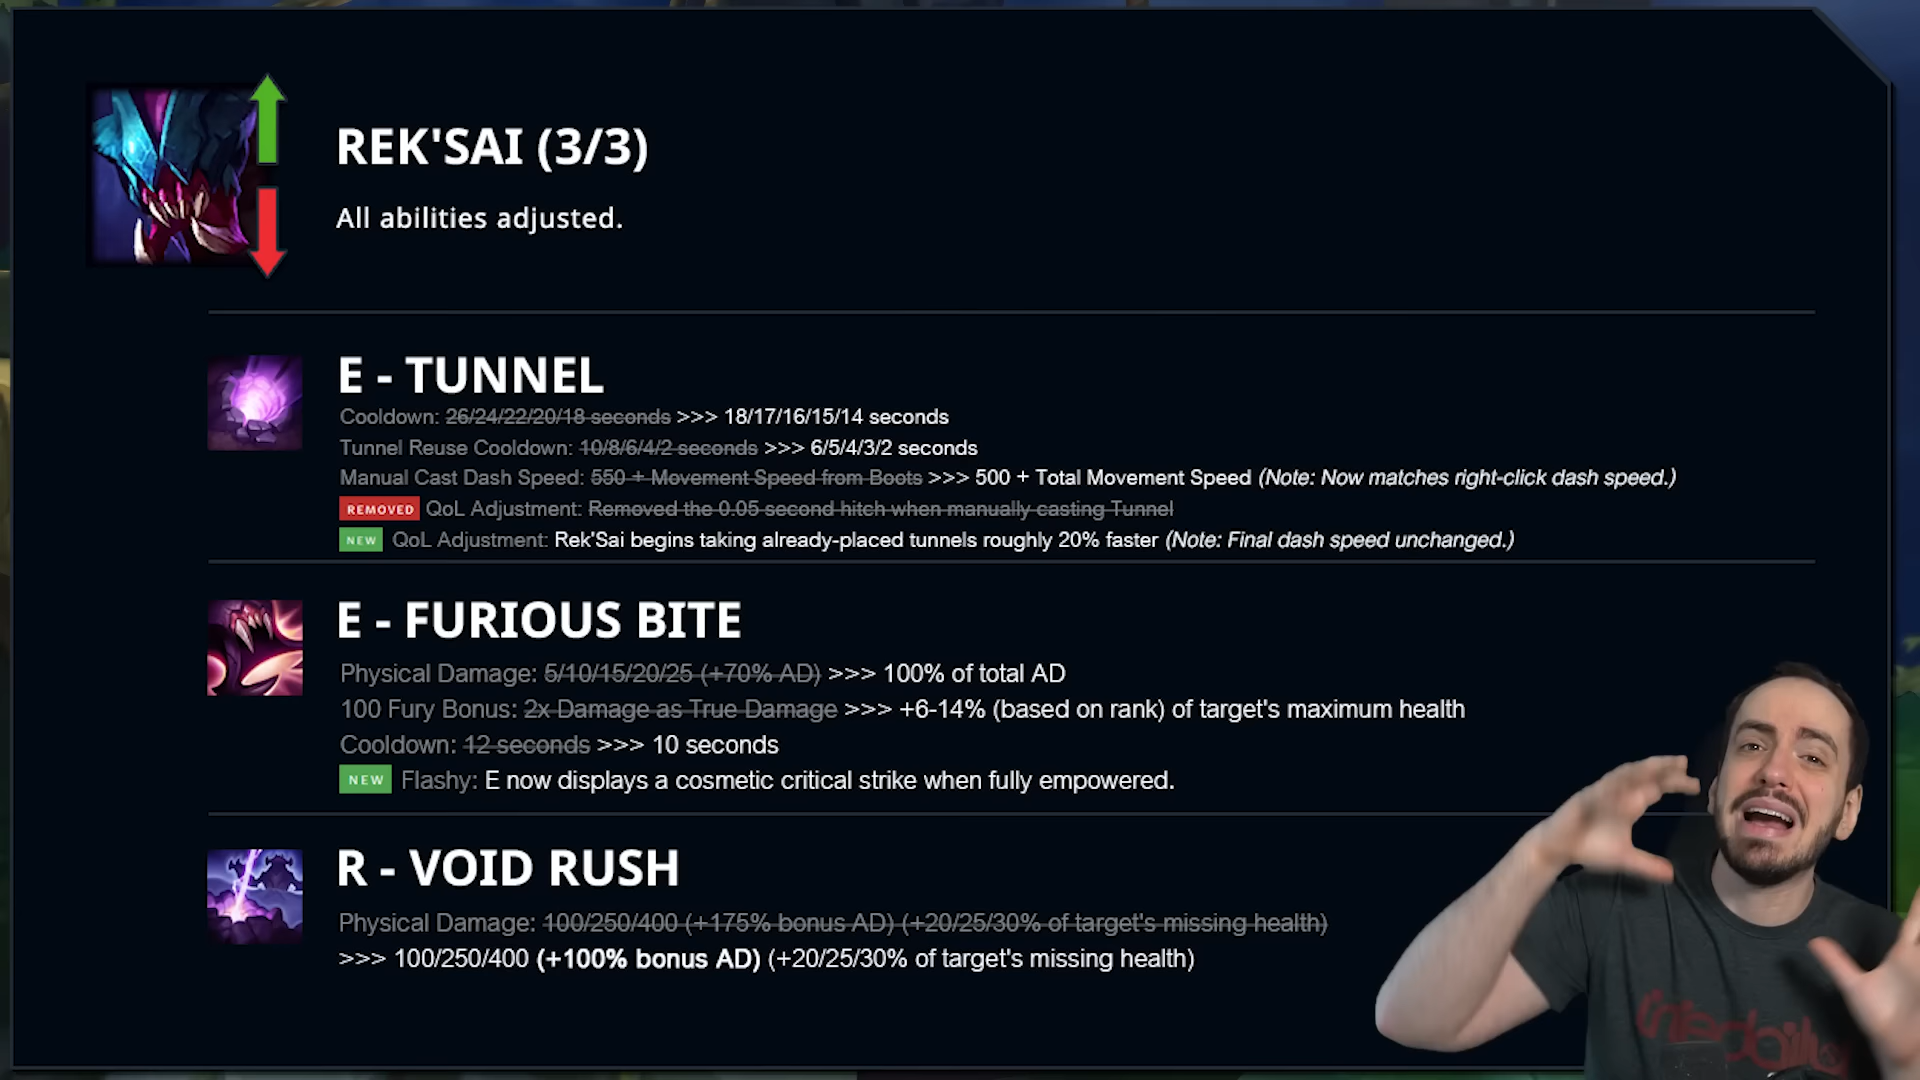 REK'SAI (3/3)
All abilities adjusted.
E - TUNNEL
Cooldown: 26/24/22/20/18 seconds >>> 18/17/16/15/14 seconds
Tunnel Reuse Cooldown: 10/8/6/4/2 seconds >>> 6/5/4/3/2 seconds
Manual Cast Dash Speed: 550 + Movement Speed from Boots >>> 500 + Total Movement Speed (Note: Now matches right-click dash speed.)
REMOVED QoL Adjustment: Removed the 0.05 second hitch when manually casting Tunnel
NEW QoL Adjustment: Rek'Sai begins taking already-placed tunnels roughly 20% faster (Note: Final dash speed unchanged.)
E - FURIOUS BITE
Physical Damage: 5/10/15/20/25 (+70% AD) >>> 100% of total AD
100 Fury Bonus: 2x Damage as True Damage >>> +6-14% (based on rank) of target's maximum health
Cooldown: 12 seconds >>> 10 seconds
NEW Flashy: E now displays a cosmetic critical strike when fully empowered.
R - VOID RUSH
Physical Damage: 100/250/400 (+175% bonus AD) (+20/25/30% of target's missing health)
>>> 100/250/400 (+100% bonus AD) (+20/25/30% of target's missing health)